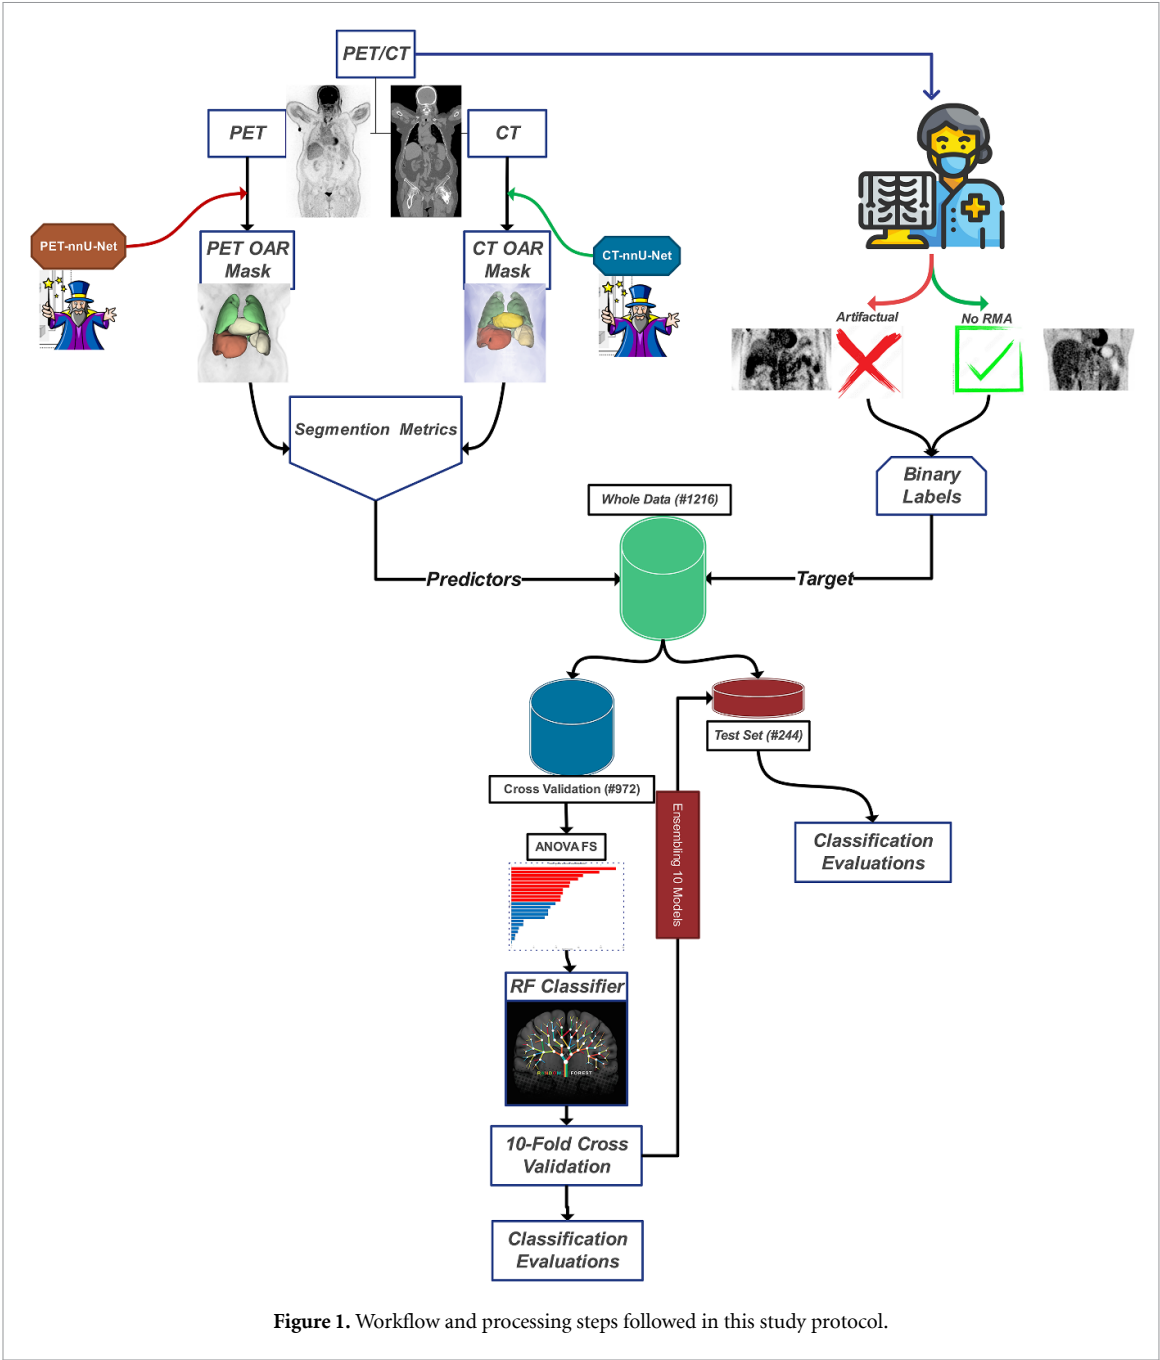 PET/CT
PET
CT
PET-nnU-Net
PET OAR
Mask
CT OAR
Mask
CT-nnU-Net
Artifactual
No RMA
Segmention Metrics
Binary
Labels
Whole Data (#1216)
Predictors
Target
Test Set (#244)
Cross Validation (#972)
Ensembling 10 Models
ANOVA FS
Classification
Evaluations
RF Classifier
RANDOM FOREST
10-Fold Cross
Validation
Classification
Evaluations
Figure 1. Workflow and processing steps followed in this study protocol.